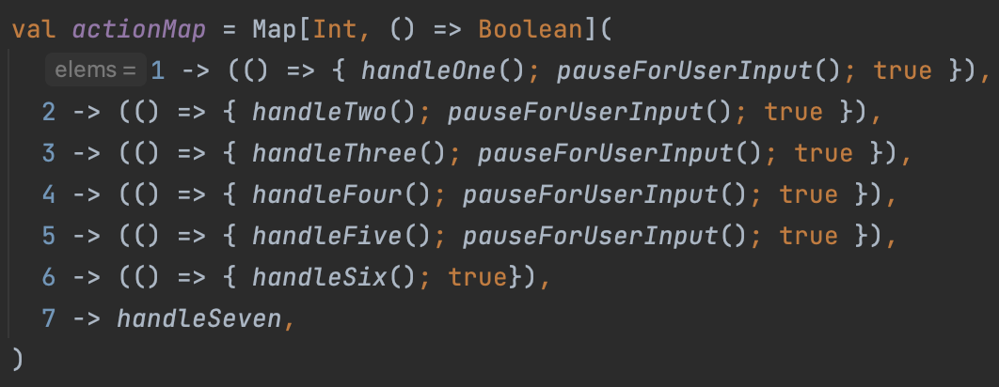 val actionMap = Map[Int, () => Boolean](
elems = 1 -> (() => { handleOne(); pauseForUserInput(); true }),
2 -> (() => { handleTwo(); pauseForUserInput(); true }),
3 -> (() => { handleThree(); pauseForUserInput(); true }),
4 -> (() => { handleFour(); pauseForUserInput(); true }),
5 -> (() => { handleFive(); pauseForUserInput(); true }),
6 -> (() => { handleSix(); true}),
7 -> handleSeven,
)